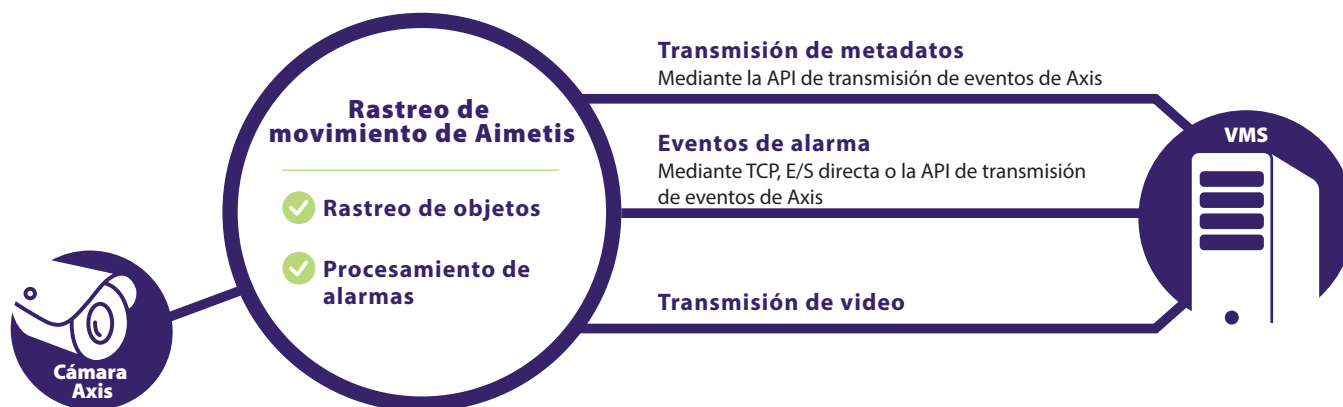 Transmisión de metadatos
Mediante la API de transmisión de eventos de Axis
Rastreo de
movimiento de Aimetis
Rastreo de objetos
Procesamiento de
alarmas
Eventos de alarma
Mediante TCP, E/S directa o la API de transmisión
de eventos de Axis
Transmisión de video
VMS
Cámara
Axis